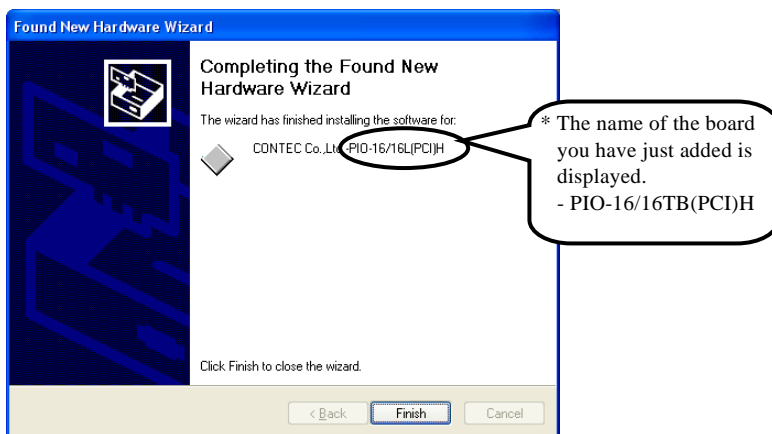 Found New Hardware Wizard
Completing the Found New
Hardware Wizard
The wizard has finished installing the software for:
CONTEC Co.,Ltd.-PIO-16/16L(PCI)H
* The name of the board
you have just added is
displayed.
- PIO-16/16TB(PCI)H
Click Finish to close the wizard.
< Back
Finish
Cancel